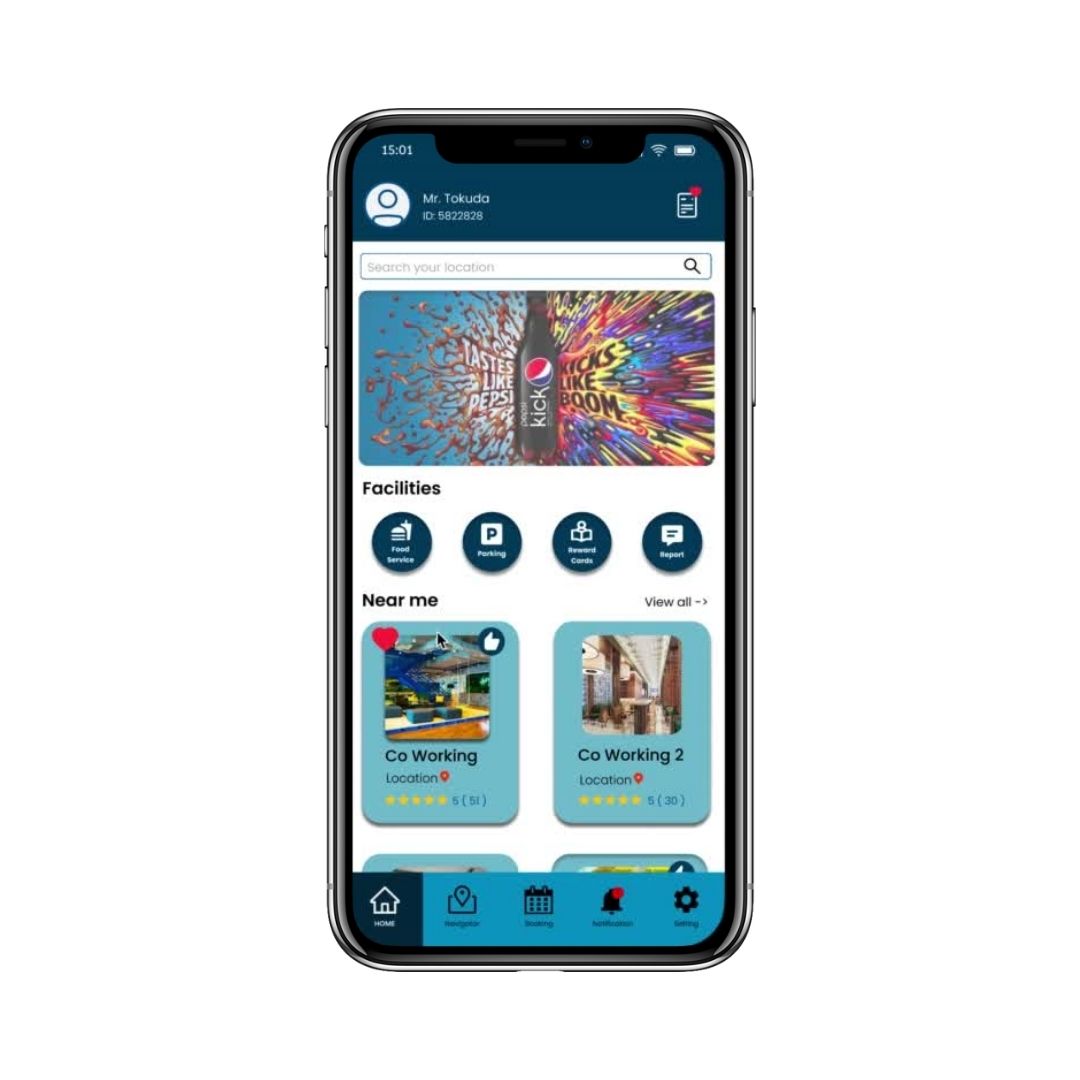 15:01
Mr. Tokuda
ID: 5822828
Search your location
TASTES
LIKE
PEPSI
pepsi
kick
KICKS
LIKE
BOOM
Facilities
Food
Service
P
Parking
Reward
Cards
Report
Near me
View all ->
Co Working
Location
5 ( 51 )
Co Working 2
Location
5 ( 30 )
HOME
Navigator
Booking
Notification
Setting